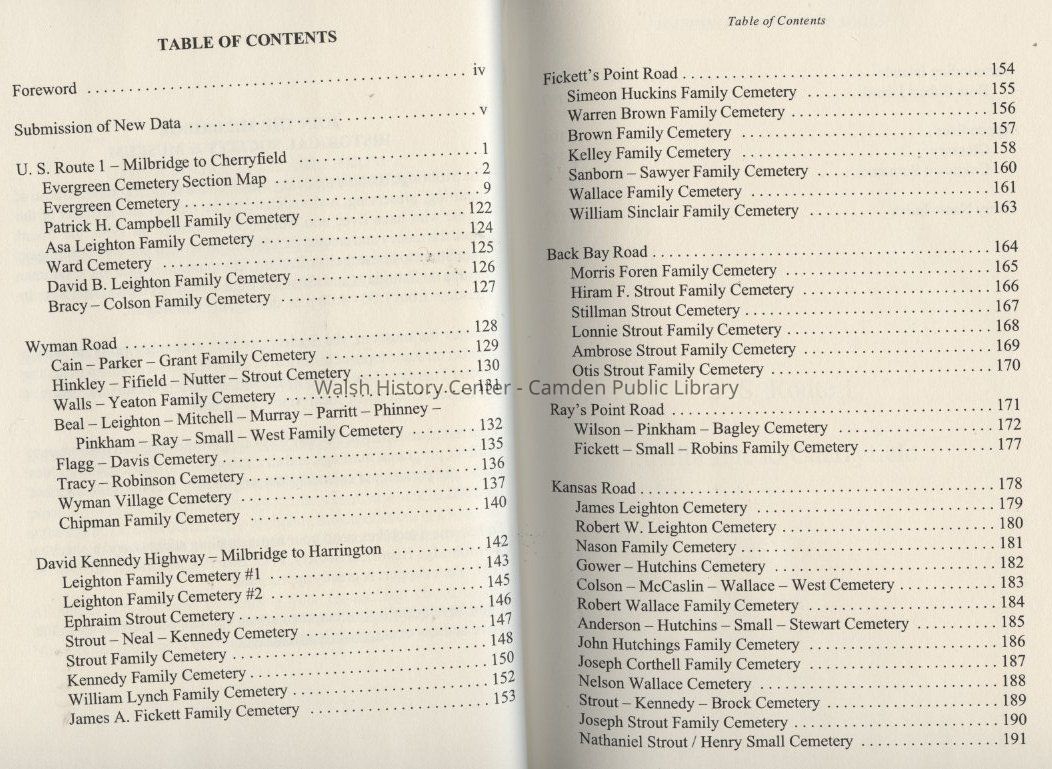 TABLE OF CONTENTS
Foreword . . . . . . . . . . iv
Submission of New Data . . . . . . . . . . v
U. S. Route 1 – Milbridge to Cherryfield . . . . . . . . . . 1
Evergreen Cemetery Section Map . . . . . . . . . . 2
Evergreen Cemetery . . . . . . . . . . 9
Patrick H. Campbell Family Cemetery . . . . . . . . . . 122
Asa Leighton Family Cemetery . . . . . . . . . . 124
Ward Cemetery . . . . . . . . . . 125
David B. Leighton Family Cemetery . . . . . . . . . . 126
Bracy – Colson Family Cemetery . . . . . . . . . . 127
Wyman Road . . . . . . . . . . 128
Cain – Parker – Grant Family Cemetery . . . . . . . . . . 129
Hinkley – Fifield – Nutter – Strout Cemetery . . . . . . . . . . 130
Walls – Yeaton Family Cemetery . . . . . . . . . . 131
Beal – Leighton – Mitchell – Murray – Parritt – Phinney –
Pinkham – Ray – Small – West Family Cemetery . . . . . . . . . . 132
Flagg – Davis Cemetery . . . . . . . . . . 135
Tracy – Robinson Cemetery . . . . . . . . . . 136
Wyman Village Cemetery . . . . . . . . . . 137
Chipman Family Cemetery . . . . . . . . . . 140
David Kennedy Highway – Milbridge to Harrington . . . . . . . . . . 142
Leighton Family Cemetery #1 . . . . . . . . . . 143
Leighton Family Cemetery #2 . . . . . . . . . . 145
Ephraim Strout Cemetery . . . . . . . . . . 146
Strout – Neal – Kennedy Cemetery . . . . . . . . . . 147
Strout Family Cemetery . . . . . . . . . . 148
Kennedy Family Cemetery . . . . . . . . . . 150
William Lynch Family Cemetery . . . . . . . . . . 152
James A. Fickett Family Cemetery . . . . . . . . . . 153
Table of Contents
Fickett's Point Road . . . . . . . . . . 154
Simeon Huckins Family Cemetery . . . . . . . . . . 155
Warren Brown Family Cemetery . . . . . . . . . . 156
Brown Family Cemetery . . . . . . . . . . 157
Kelley Family Cemetery . . . . . . . . . . 158
Sanborn – Sawyer Family Cemetery . . . . . . . . . . 160
Wallace Family Cemetery . . . . . . . . . . 161
William Sinclair Family Cemetery . . . . . . . . . . 163
Back Bay Road . . . . . . . . . . 164
Morris Foren Family Cemetery . . . . . . . . . . 165
Hiram F. Strout Family Cemetery . . . . . . . . . . 166
Stillman Strout Cemetery . . . . . . . . . . 167
Lonnie Strout Family Cemetery . . . . . . . . . . 168
Ambrose Strout Family Cemetery . . . . . . . . . . 169
Otis Strout Family Cemetery . . . . . . . . . . 170
Walsh History Center - Camden Public Library
Ray's Point Road . . . . . . . . . . 171
Wilson – Pinkham – Bagley Cemetery . . . . . . . . . . 172
Fickett – Small – Robins Family Cemetery . . . . . . . . . . 177
Kansas Road . . . . . . . . . . 178
James Leighton Cemetery . . . . . . . . . . 179
Robert W. Leighton Cemetery . . . . . . . . . . 180
Nason Family Cemetery . . . . . . . . . . 181
Gower – Hutchins Cemetery . . . . . . . . . . 182
Colson – McCaslin – Wallace – West Cemetery . . . . . . . . . . 183
Robert Wallace Family Cemetery . . . . . . . . . . 184
Anderson – Hutchins – Small – Stewart Cemetery . . . . . . . . . . 185
John Hutchings Family Cemetery . . . . . . . . . . 186
Joseph Corthell Family Cemetery . . . . . . . . . . 187
Nelson Wallace Cemetery . . . . . . . . . . 188
Strout – Kennedy – Brock Cemetery . . . . . . . . . . 189
Joseph Strout Family Cemetery . . . . . . . . . . 190
Nathaniel Strout / Henry Small Cemetery . . . . . . . . . . 191